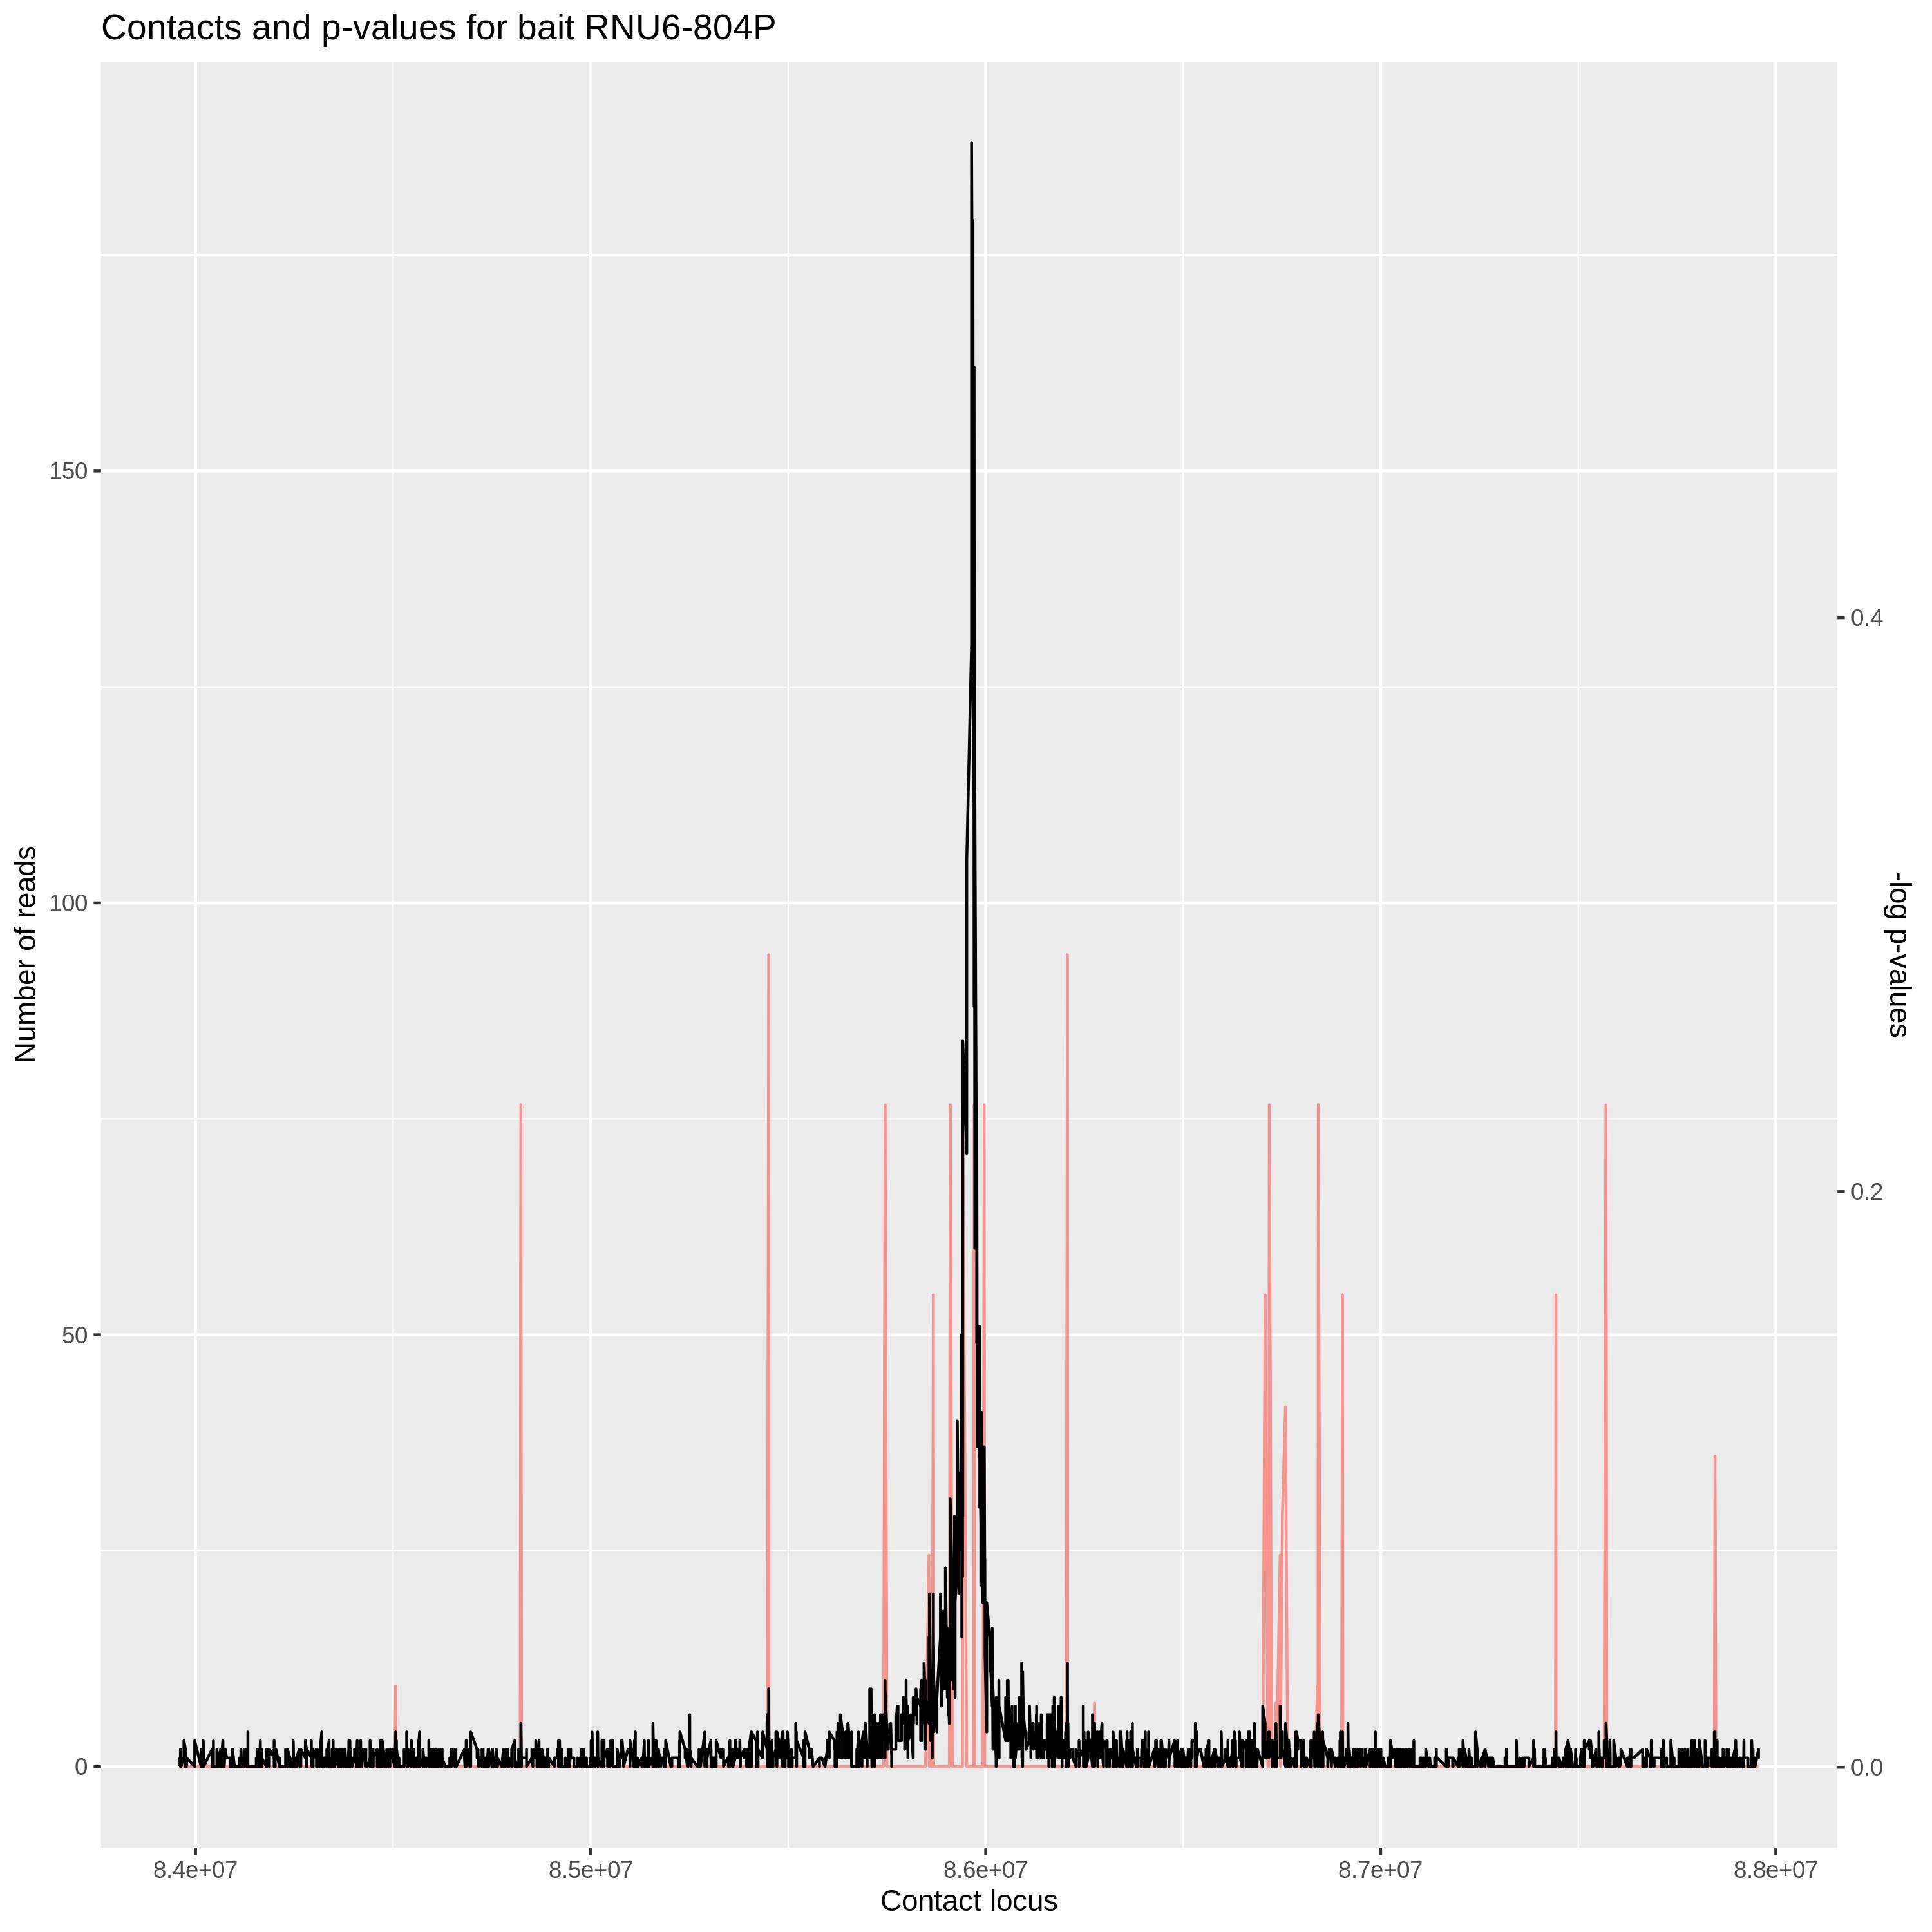 Contacts and p-values for bait RNU6-804P
150
100
50
0
Number of reads
0.4
0.2
0.0
-log p-values
8.4e+07
8.5e+07
8.6e+07
8.7e+07
8.8e+07
Contact locus